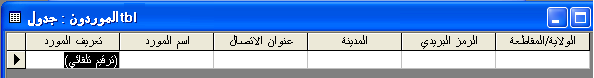 tblالموردون : جدول
تعريف المورد اسم المورد عنوان الاتصال المدينة الرمز البريدي الولاية/المقاطعة
(ترقيم تلقائي)